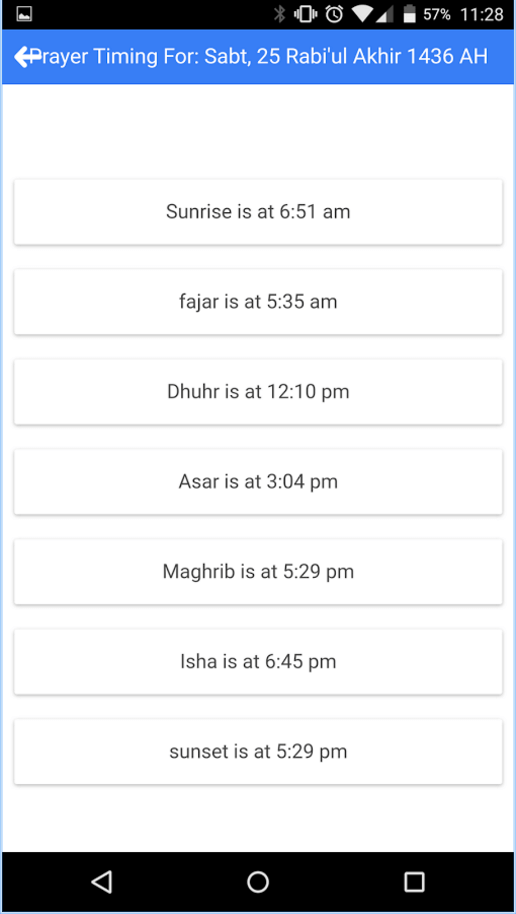 57% 11:28
Prayer Timing For: Sabt, 25 Rabi'ul Akhir 1436 AH
Sunrise is at 6:51 am
fajar is at 5:35 am
Dhuhr is at 12:10 pm
Asar is at 3:04 pm
Maghrib is at 5:29 pm
Isha is at 6:45 pm
sunset is at 5:29 pm